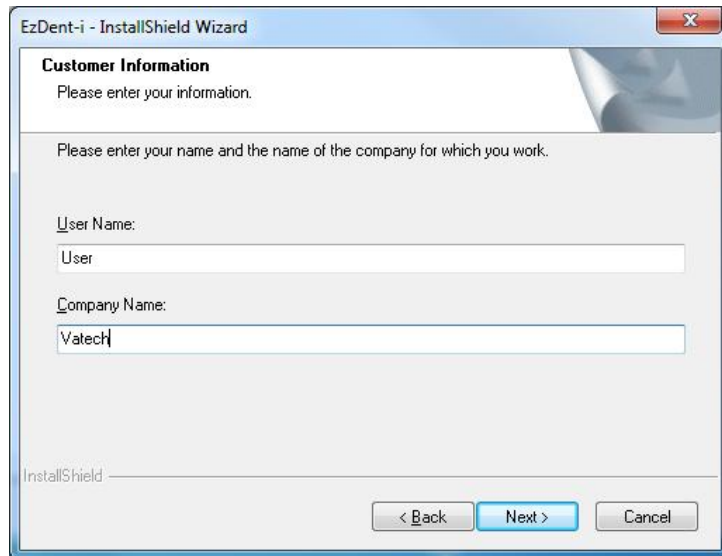 EzDent-i - InstallShield Wizard
Customer Information
Please enter your information.
Please enter your name and the name of the company for which you work.
User Name:
User
Company Name:
Vatech
InstallShield
< Back
Next >
Cancel